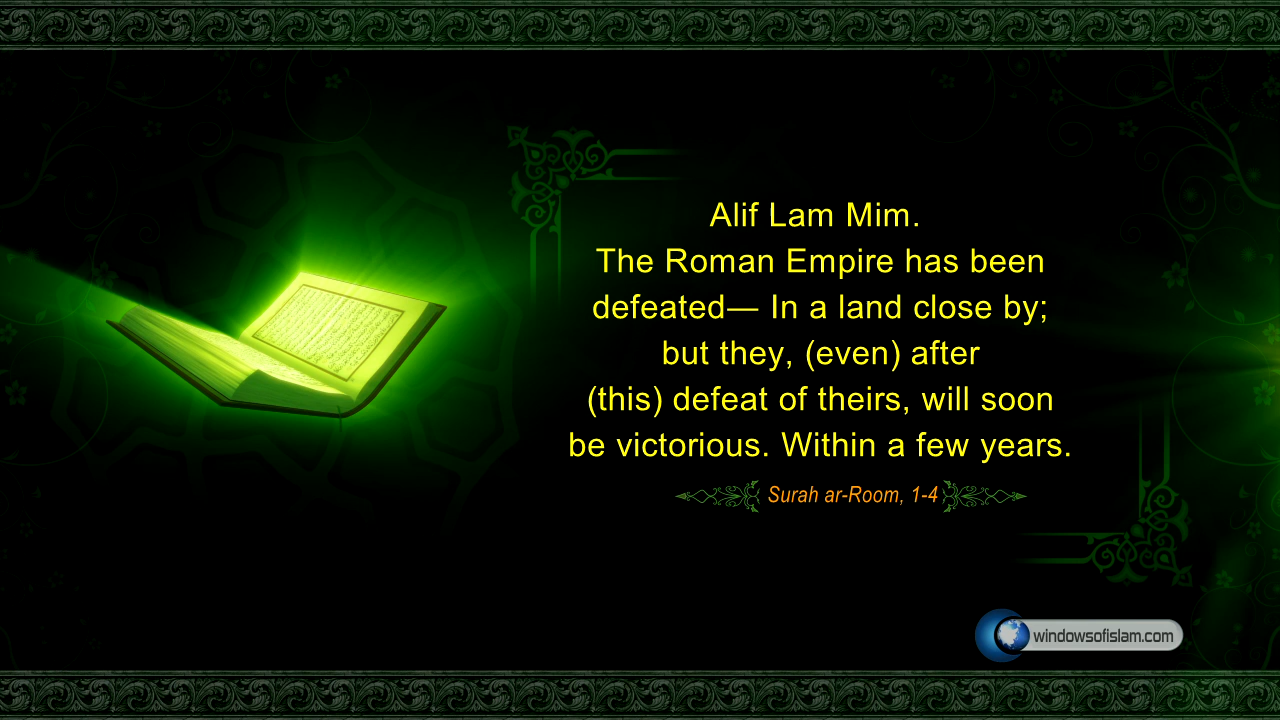 Alif Lam Mim.
The Roman Empire has been
defeated— In a land close by;
but they, (even) after
(this) defeat of theirs, will soon
be victorious. Within a few years.
Surah ar-Room, 1-4
windowsofislam.com